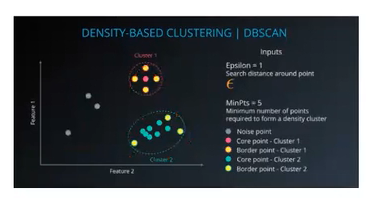 DENSITY-BASED CLUSTERING | DBSCAN
Cluster 1
Feature 1
Cluster 2
Feature 2
Inputs
Epsilon = 1
Search distance around point
ϵ
MinPts = 5
Minimum number of points
required to form a density cluster
Noise point
Core point - Cluster 1
Border point - Cluster 1
Core point - Cluster 2
Border point - Cluster 2